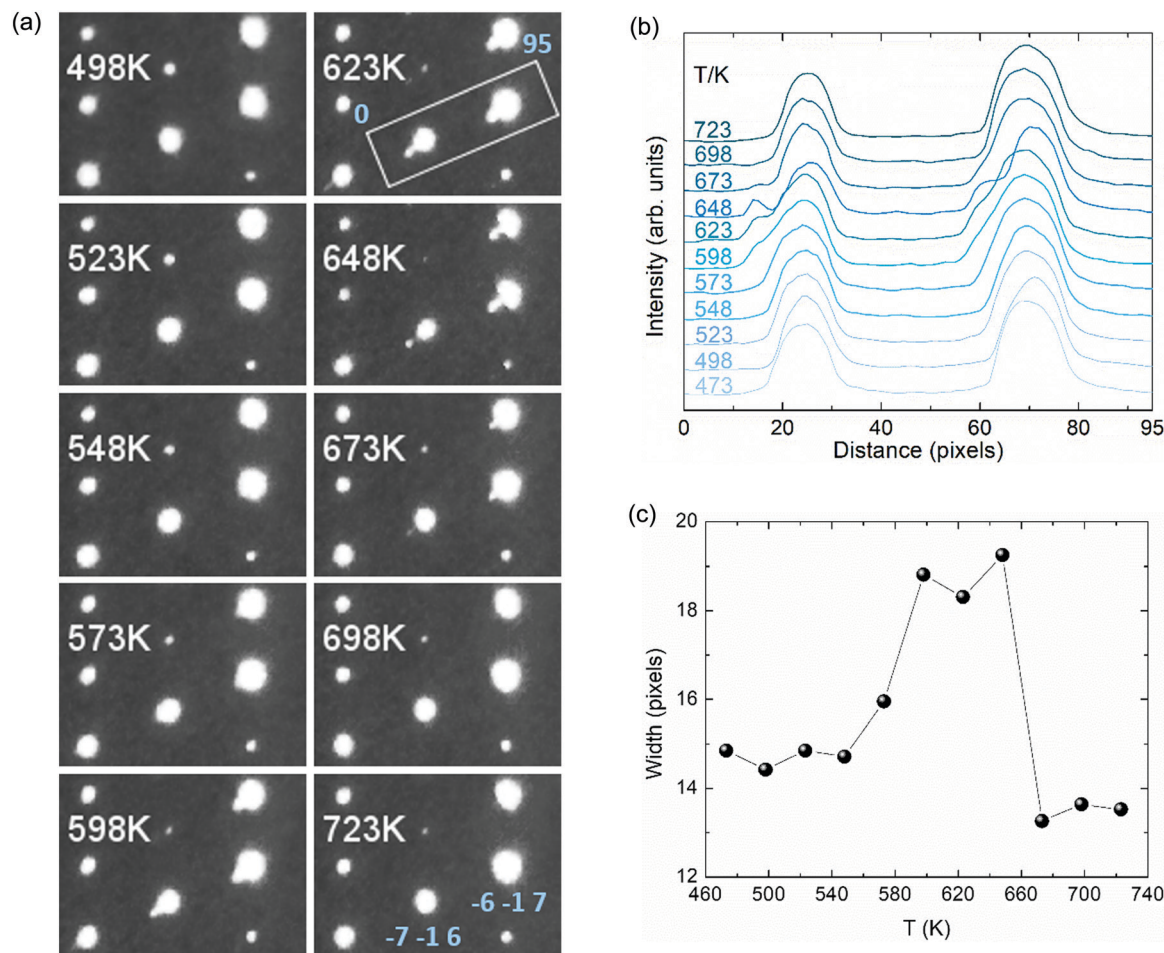 (a)
498K
623K
95
0
523K
648K
548K
673K
573K
698K
598K
723K
-6 -1 7
-7 -1 6
(b)
T/K
723
698
673
648
623
598
573
548
523
498
473
Intensity (arb. units)
0 20 40 60 80 95
Distance (pixels)
(c)
20
18
16
14
12
Width (pixels)
460 500 540 580 620 660 700 740
T (K)